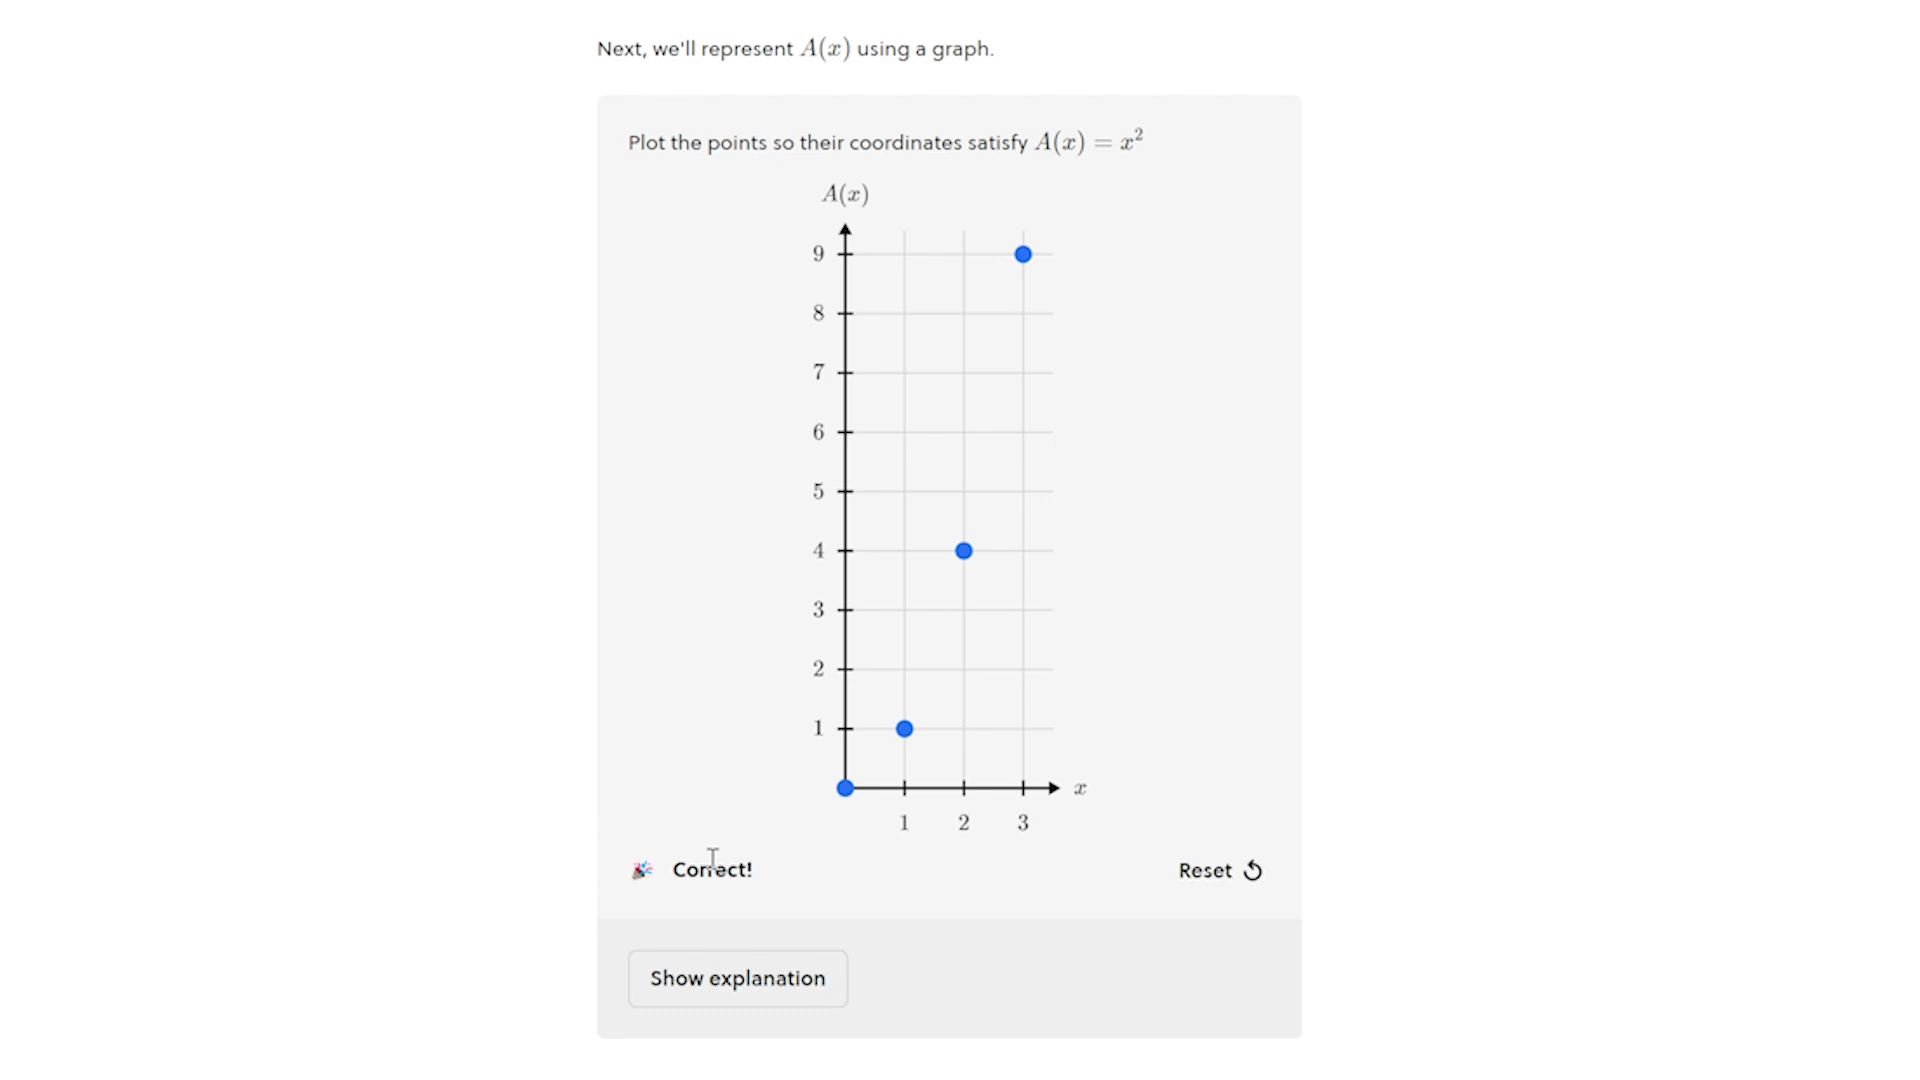 Next, we'll represent A(x) using a graph.
Plot the points so their coordinates satisfy A(x) = x²
A(x)
9
8
7
6
5
4
3
2
1
x
1 2 3
Correct!
Reset
Show explanation